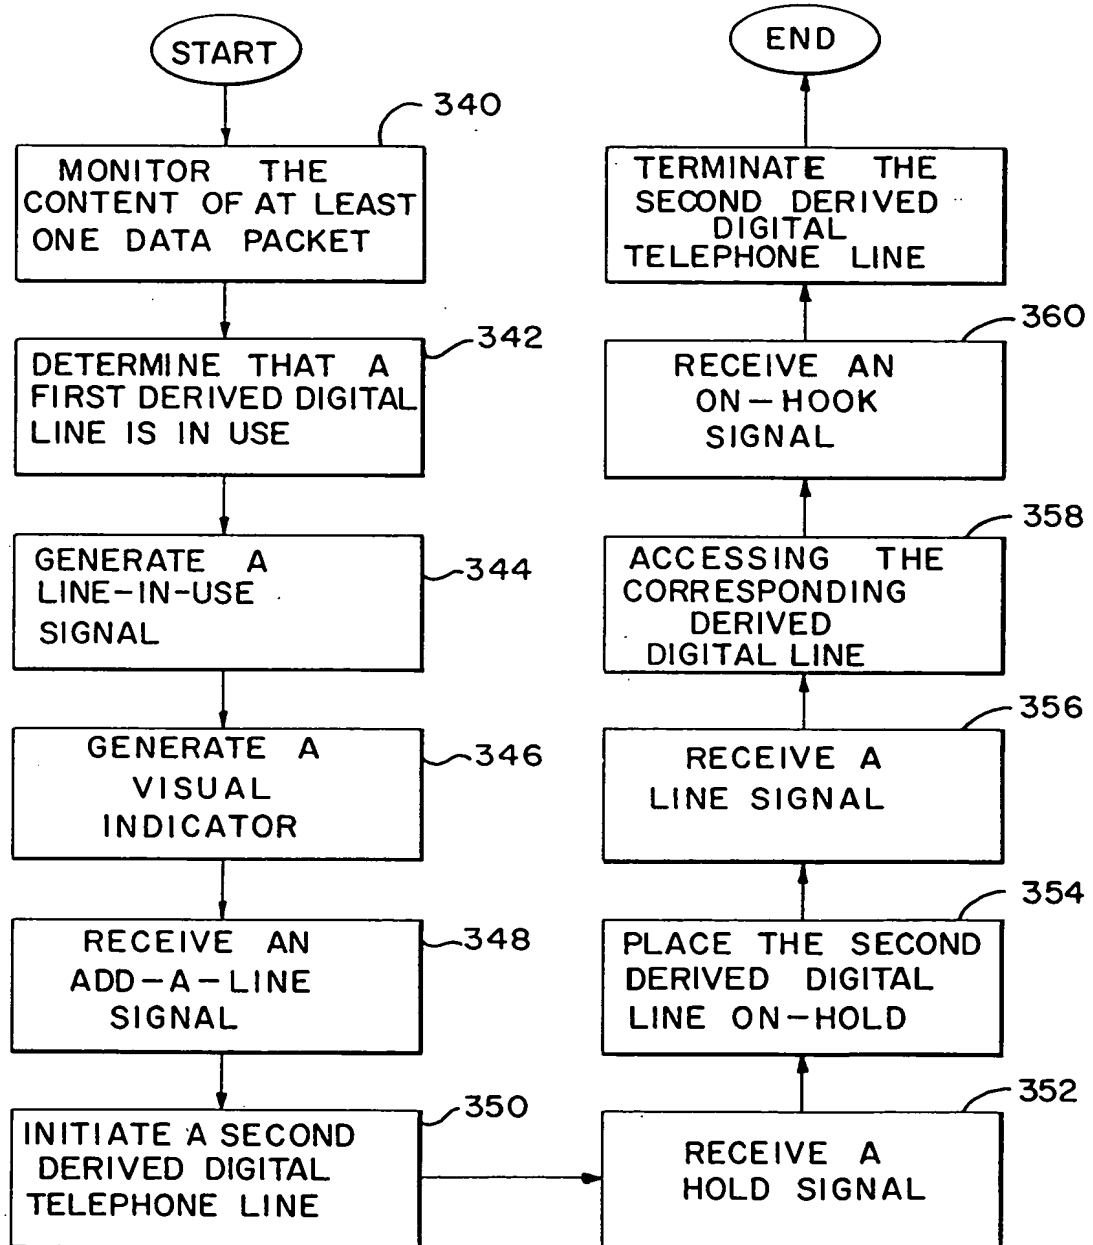 START
340
MONITOR THE
CONTENT OF AT LEAST
ONE DATA PACKET
342
DETERMINE THAT A
FIRST DERIVED DIGITAL
LINE IS IN USE
344
GENERATE A
LINE-IN-USE
SIGNAL
346
GENERATE A
VISUAL
INDICATOR
348
RECEIVE AN
ADD-A-LINE
SIGNAL
350
INITIATE A SECOND
DERIVED DIGITAL
TELEPHONE LINE
352
RECEIVE A
HOLD SIGNAL
354
PLACE THE SECOND
DERIVED DIGITAL
LINE ON-HOLD
356
RECEIVE A
LINE SIGNAL
358
ACCESSING THE
CORRESPONDING
DERIVED
DIGITAL LINE
360
RECEIVE AN
ON-HOOK
SIGNAL
TERMINATE THE
SECOND DERIVED
DIGITAL
TELEPHONE LINE
END